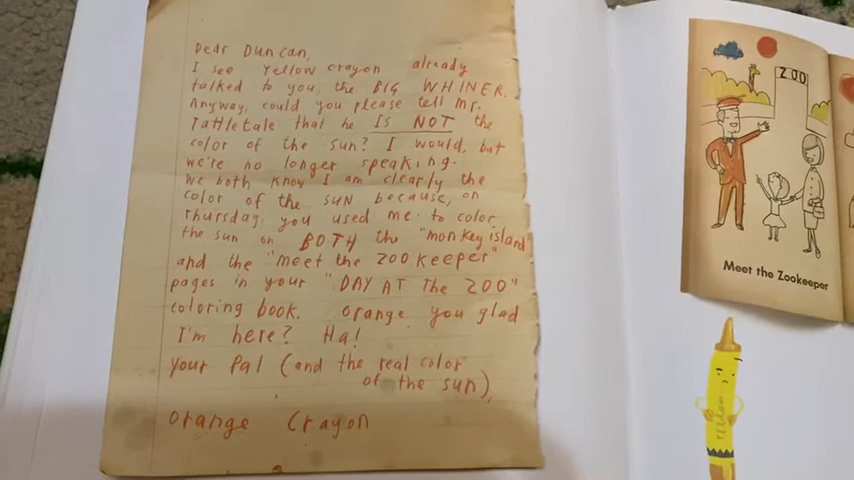 Dear Duncan,
I see Yellow crayon already
talked to you, the BIG WHINER.
Anyway, could you please tell Mr.
Tattletale that he IS NOT the
color of the sun? I would, but
we're no longer speaking.
We both know I am clearly the
color of the sun because, on
Thursday, you used me to color
the sun on BOTH the "monkey island"
and the "meet the zookeeper"
pages in your "DAY AT the ZOO"
coloring book. Orange you glad
I'm here? Ha!
Your Pal (and the real color
of the sun)
Orange Crayon
ZOO
Meet the Zookeeper
Yellow